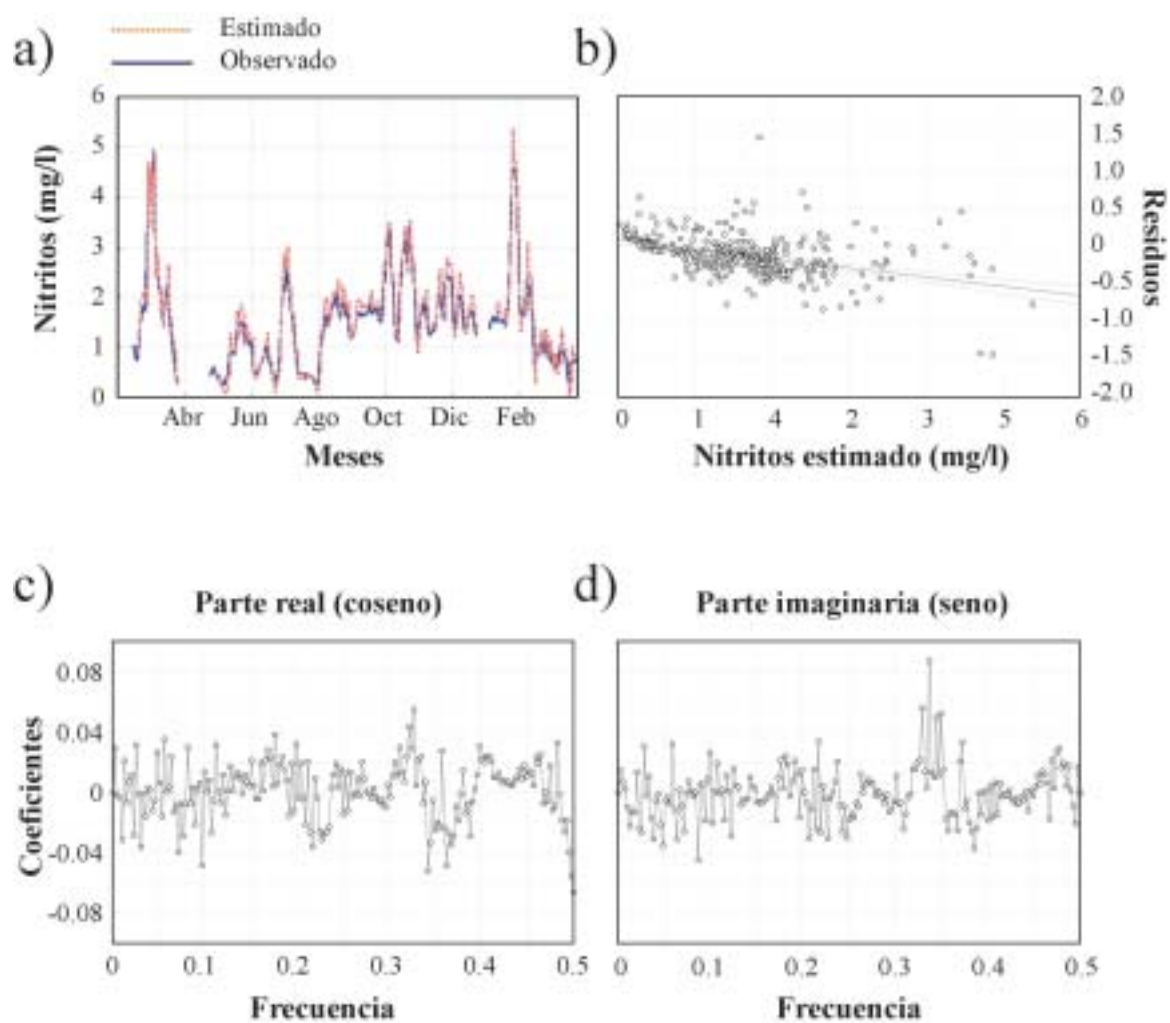 a)
Estimado
Observado
b)
Nitritos (mg/l)
6
5
4
3
2
1
0
Abr Jun Ago Oct Dic Feb
Meses
2.0
1.5
1.0
0.5
0
-0.5
-1.0
-1.5
-2.0
Residuos
0 1 4 2 3 5 6
Nitritos estimado (mg/l)
c)
Parte real (coseno)
d)
Parte imaginaria (seno)
Coeficientes
0.08
0.04
0
-0.04
-0.08
0 0.1 0.2 0.3 0.4 0.5
Frecuencia
0 0.1 0.2 0.3 0.4 0.5
Frecuencia